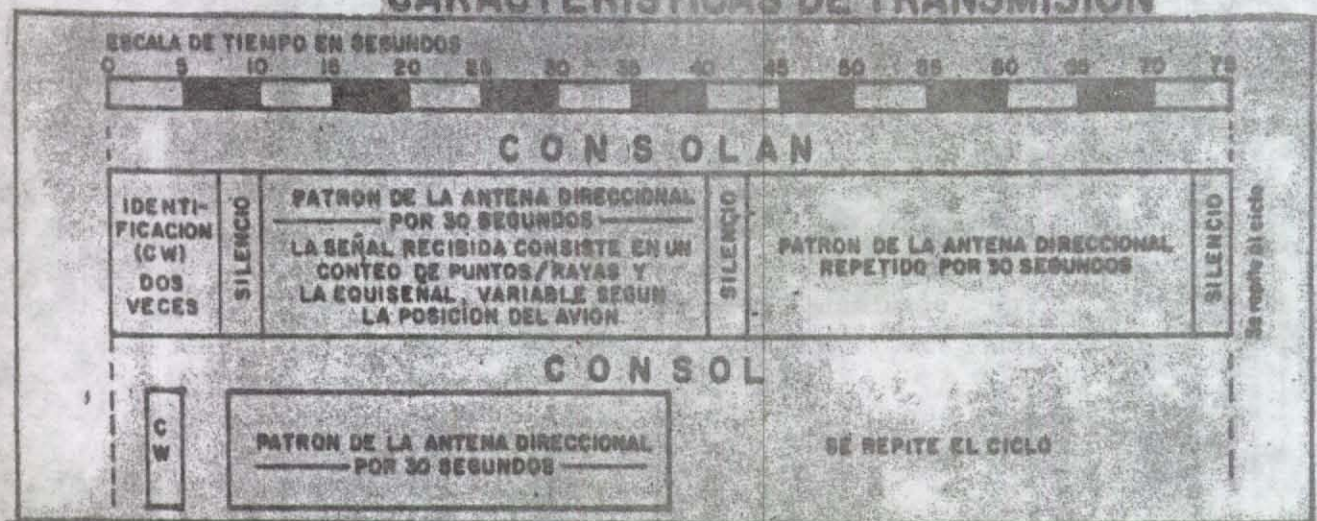 CARACTERISTICAS DE TRANSMISION
ESCALA DE TIEMPO EN SEGUNDOS
0 5 10 15 20 25 30 35 40 45 50 55 60 65 70 75
CONSOLAN
IDENTI-
FICACION
(CW)
DOS
VECES
SILENCIO
PATRON DE LA ANTENA DIRECCIONAL
POR 30 SEGUNDOS
LA SEÑAL RECIBIDA CONSISTE EN UN
CONTEO DE PUNTOS/RAYAS Y
LA EQUISEÑAL, VARIABLE SEGUN
LA POSICION DEL AVION
SILENCIO
PATRON DE LA ANTENA DIRECCIONAL
REPETIDO POR 30 SEGUNDOS
SILENCIO
Se repite el ciclo
CONSOL
CW
PATRON DE LA ANTENA DIRECCIONAL
POR 30 SEGUNDOS
SE REPITE EL CICLO